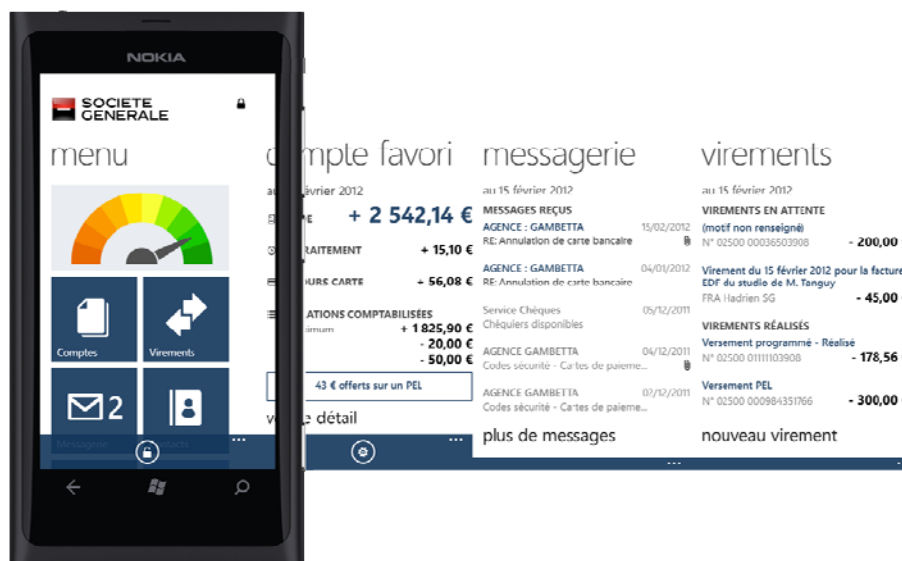 NOKIA
SOCIETE
GENERALE
menu
Comptes
Virements
2
Messagerie
Contacts
mpte favori
février 2012
+ 2 542,14 €
RAITEMENT
+ 15,10 €
OURS CARTE
+ 56,08 €
ATIONS COMPTABILISÉES
+ 1 825,90 €
- 20,00 €
- 50,00 €
43 € offerts sur un PEL
détail
messagerie
au 15 février 2012
MESSAGES REÇUS
AGENCE : GAMBETTA 15/02/2012
RE: Annulation de carte bancaire
AGENCE : GAMBETTA 04/01/2012
RE: Annulation de carte bancaire
Service Chèques 05/12/2011
Chéquiers disponibles
AGENCE GAMBETTA 04/12/2011
Codes sécurité - Cartes de paieme...
AGENCE GAMBETTA 02/12/2011
Codes sécurité - Cartes de paieme...
plus de messages
virements
au 15 février 2012
VIREMENTS EN ATTENTE
(motif non renseigné)
N° 02500 00036503908 - 200,00
Virement du 15 février 2012 pour la facture
EDF du studio de M. Tanguy
FRA Hadrien SG - 45,00
VIREMENTS RÉALISÉS
Versement programmé - Réalisé
N° 02500 01111103908 - 178,56
Versement PEL
N° 02500 000984351766 - 300,00
nouveau virement